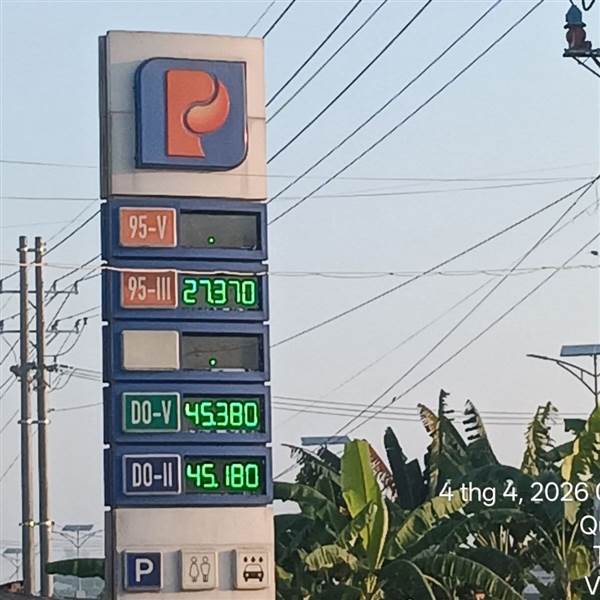 P
95-V .
95-III 27.370
.
DO-V 45.380
DO-II 45.180
P
4 thg 4, 2026